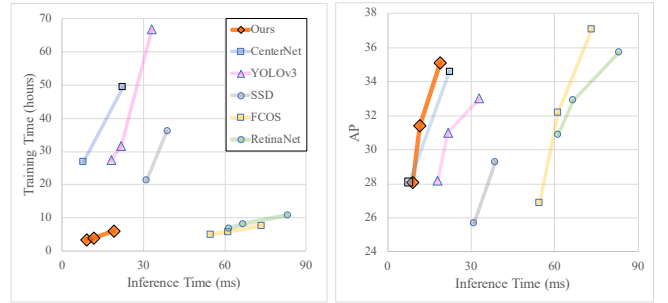 70
60
50
40
30
20
10
0
Training Time (hours)
Ours
CenterNet
YOLOv3
SSD
FCOS
RetinaNet
0 30 60 90
Inference Time (ms)
38
36
34
32
30
28
26
24
AP
0 30 60 90
Inference Time (ms)